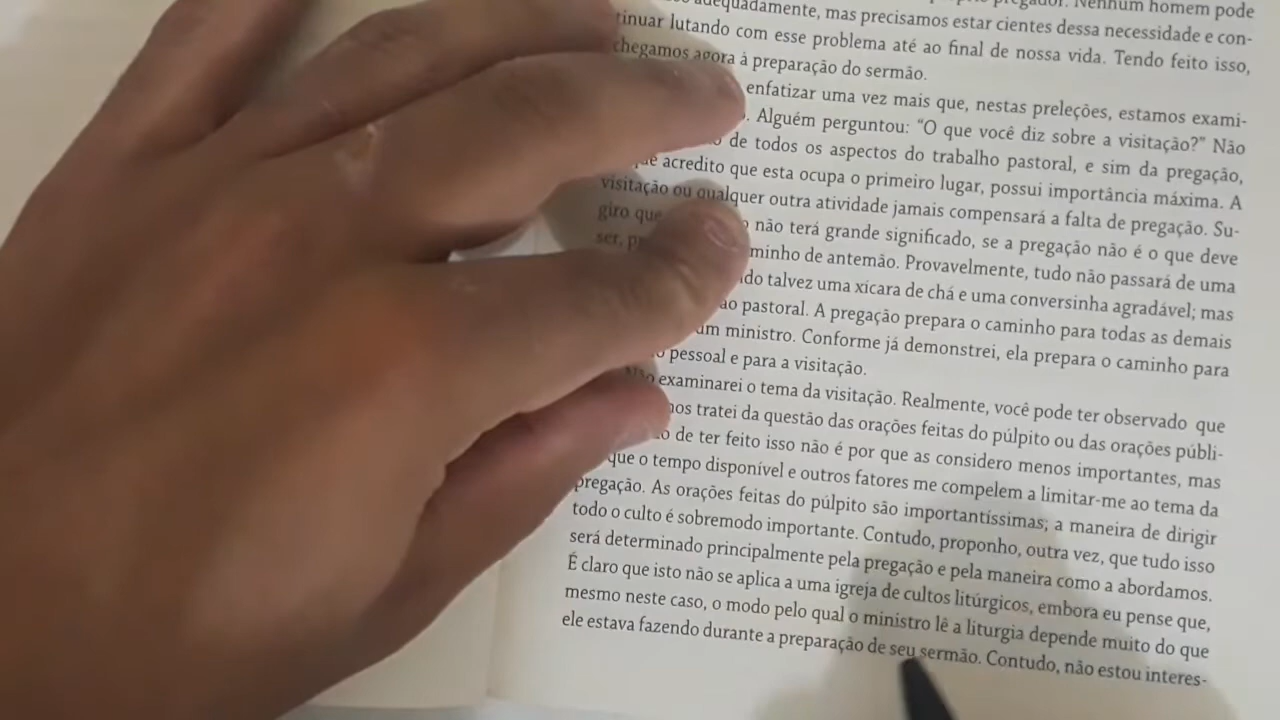 pregador. Nenhum homem pode
adequadamente, mas precisamos estar cientes dessa necessidade e con-
tinuar lutando com esse problema até ao final de nossa vida. Tendo feito isso,
chegamos agora à preparação do sermão.
enfatizar uma vez mais que, nestas preleções, estamos exami-
Alguém perguntou: “O que você diz sobre a visitação?” Não
de todos os aspectos do trabalho pastoral, e sim da pregação,
acredito que esta ocupa o primeiro lugar, possui importância máxima. A
visitação ou qualquer outra atividade jamais compensará a falta de pregação. Su-
giro que não terá grande significado, se a pregação não é o que deve
ser, minho de antemão. Provavelmente, tudo não passará de uma
talvez uma xícara de chá e uma conversinha agradável; mas
pastoral. A pregação prepara o caminho para todas as demais
ministro. Conforme já demonstrei, ela prepara o caminho para
pessoal e para a visitação.
Não examinarei o tema da visitação. Realmente, você pode ter observado que
tratei da questão das orações feitas do púlpito ou das orações públi-
de ter feito isso não é por que as considero menos importantes, mas
que o tempo disponível e outros fatores me compelem a limitar-me ao tema da
pregação. As orações feitas do púlpito são importantíssimas; a maneira de dirigir
todo o culto é sobremodo importante. Contudo, proponho, outra vez, que tudo isso
será determinado principalmente pela pregação e pela maneira como a abordamos.
É claro que isto não se aplica a uma igreja de cultos litúrgicos, embora eu pense que,
mesmo neste caso, o modo pelo qual o ministro lê a liturgia depende muito do que
ele estava fazendo durante a preparação de seu sermão. Contudo, não estou interes-